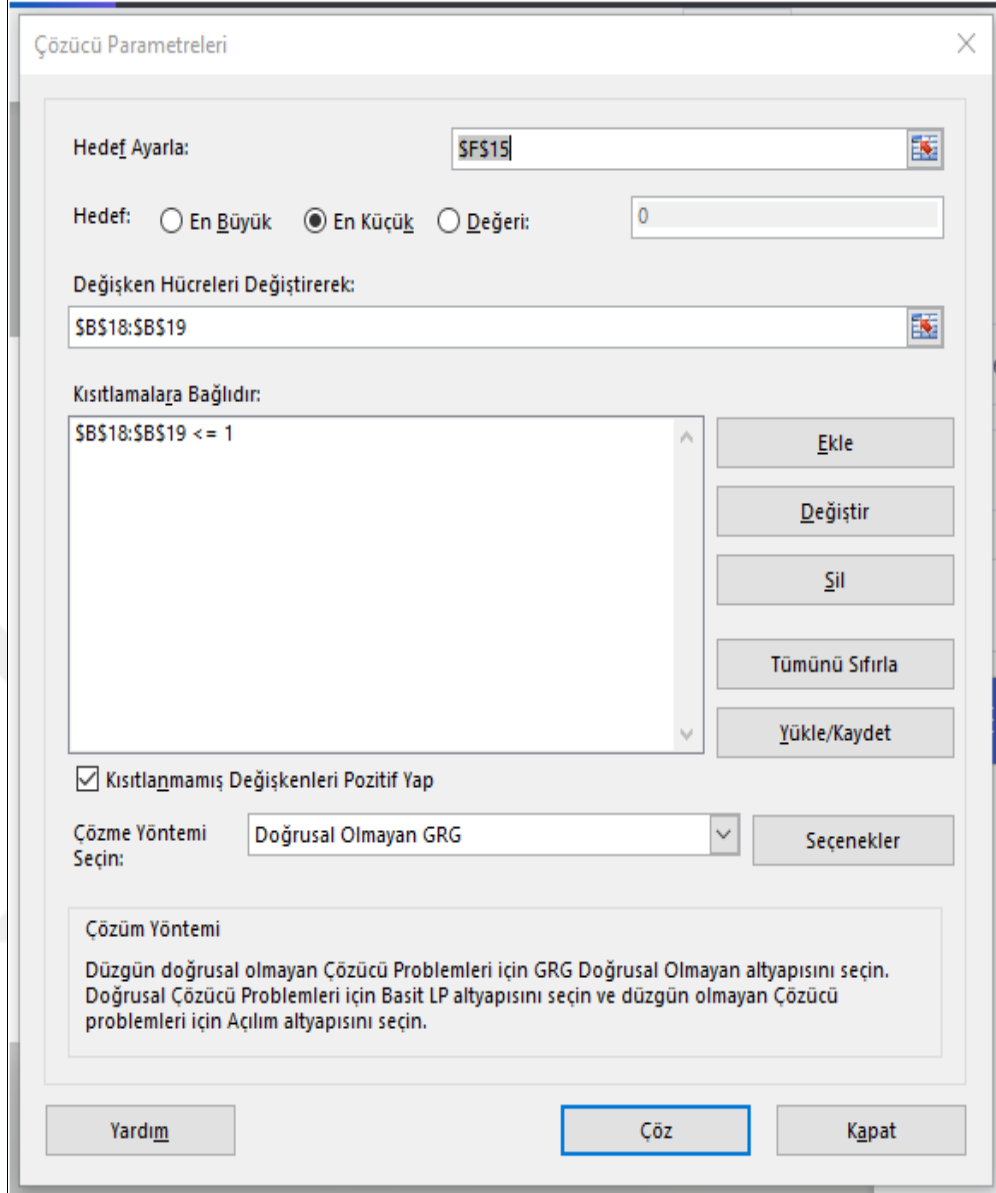 Çözücü Parametreleri
Hedef Ayarla:
$F$15
Hedef:
En Büyük
En Küçük
Değeri:
0
Değişken Hücreleri Değiştirerek:
$B$18:$B$19
Kısıtlamalara Bağlıdır:
$B$18:$B$19 <= 1
Ekle
Değiştir
Sil
Tümünü Sıfırla
Yükle/Kaydet
Kısıtlanmamış Değişkenleri Pozitif Yap
Çözme Yöntemi
Seçin:
Doğrusal Olmayan GRG
Seçenekler
Çözüm Yöntemi
Düzgün doğrusal olmayan Çözücü Problemleri için GRG Doğrusal Olmayan altyapısını seçin.
Doğrusal Çözücü Problemleri için Basit LP altyapısını seçin ve düzgün olmayan Çözücü
problemleri için Açılım altyapısını seçin.
Yardım
Çöz
Kapat